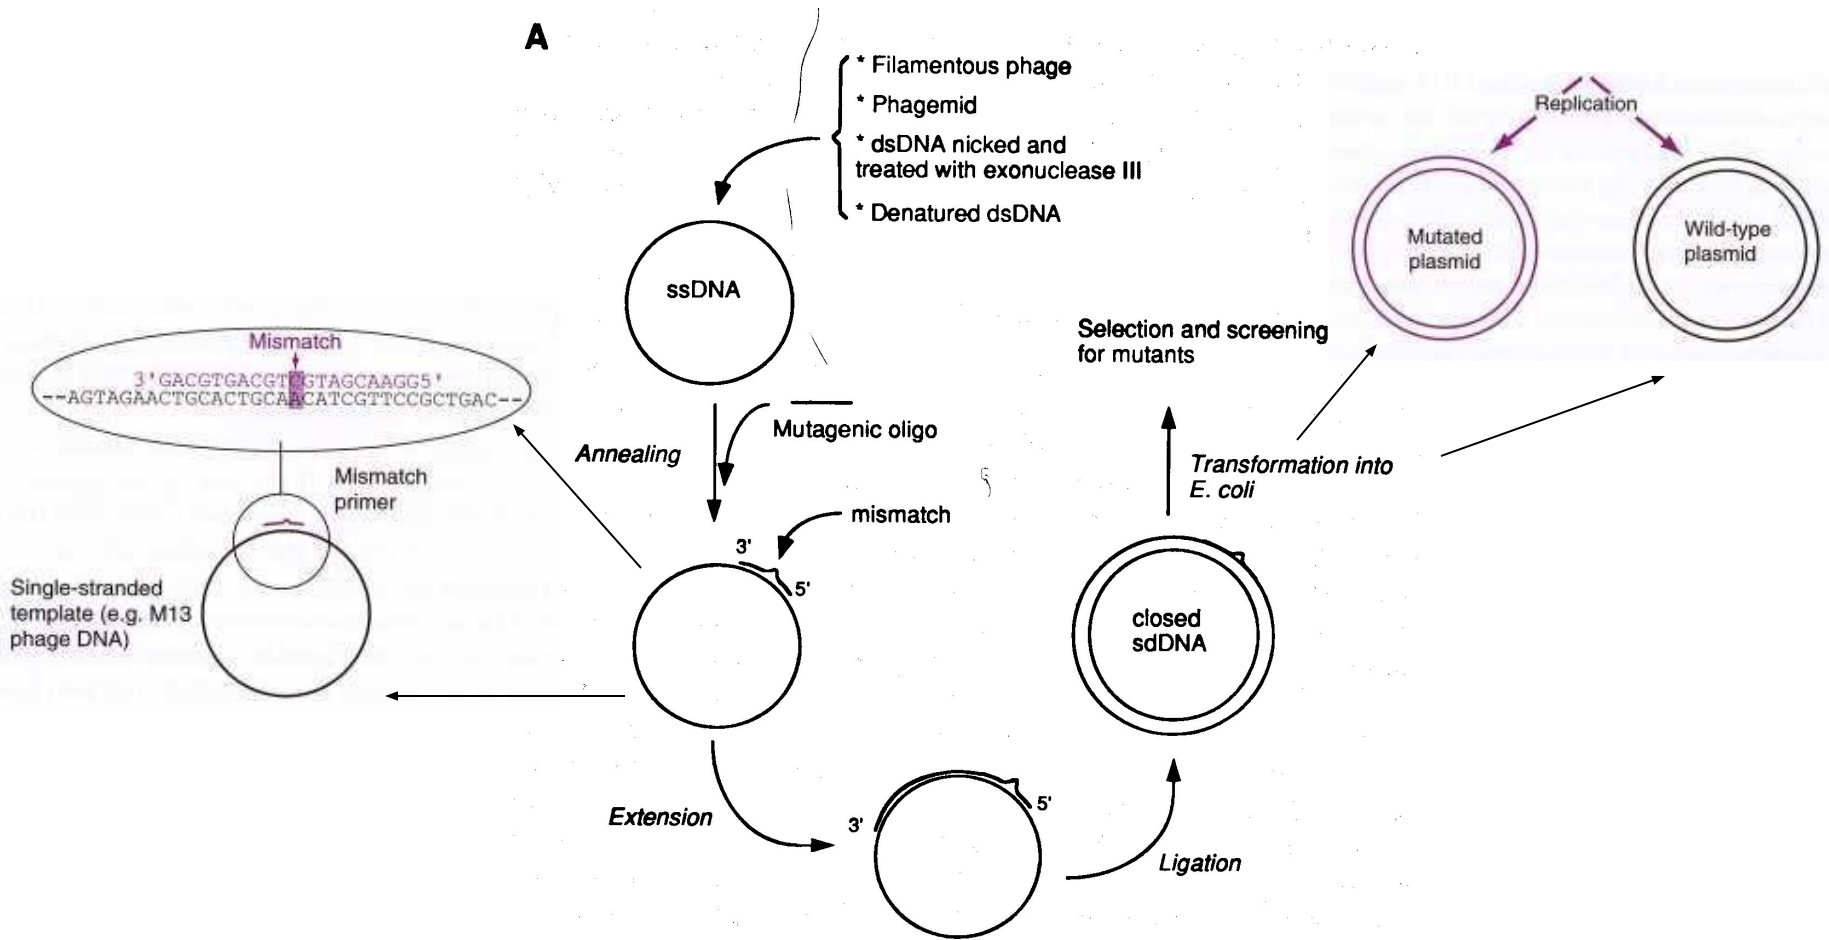 A
* Filamentous phage
* Phagemid
* dsDNA nicked and
treated with exonuclease III
* Denatured dsDNA
ssDNA
Annealing
Mutagenic oligo
mismatch
3'
5'
Mismatch
3'GACGTGACGTCGTAGCAAGG5'
--AGTAGAACTGCACTGCAACATCGTTCCGCTGAC--
Mismatch
primer
Single-stranded
template (e.g. M13
phage DNA)
Extension
3'
5'
Ligation
closed
sdDNA
Transformation into
E. coli
Selection and screening
for mutants
Replication
Mutated
plasmid
Wild-type
plasmid